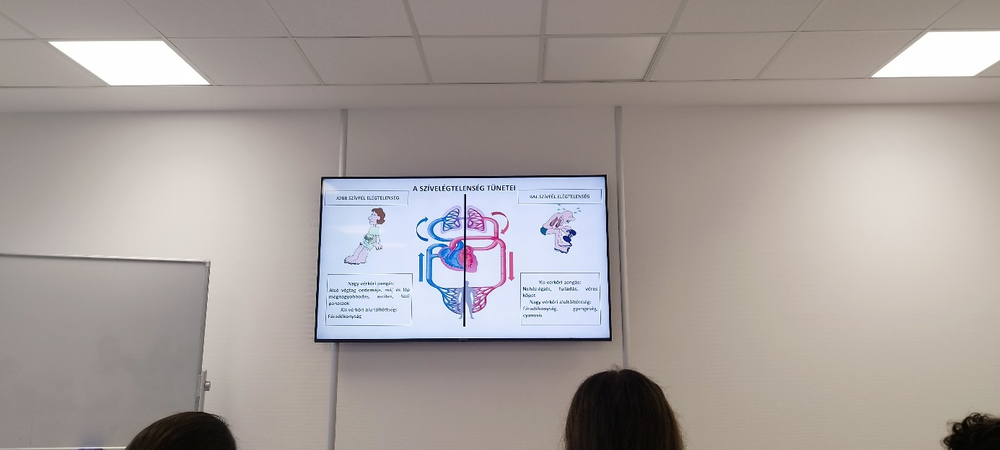 A SZÍVELÉGTELENSÉG TÜNETEI
JOBB SZÍVFÉL ELÉGTELENSÉG
Nagy vérköri pangás:
Alsó végtag oedemája, máj és lép
megnagyobbodás, ascites, hasi
panaszok
Kis vérköri alultöltöttség:
Fáradékonyság
BAL SZÍVFÉL ELÉGTELENSÉG
Kis vérköri pangás:
Nehézlégzés, fulladás, véres
köpet
Nagy vérköri alultöltöttség:
Fáradékonyság, gyengeség,
cyanosis